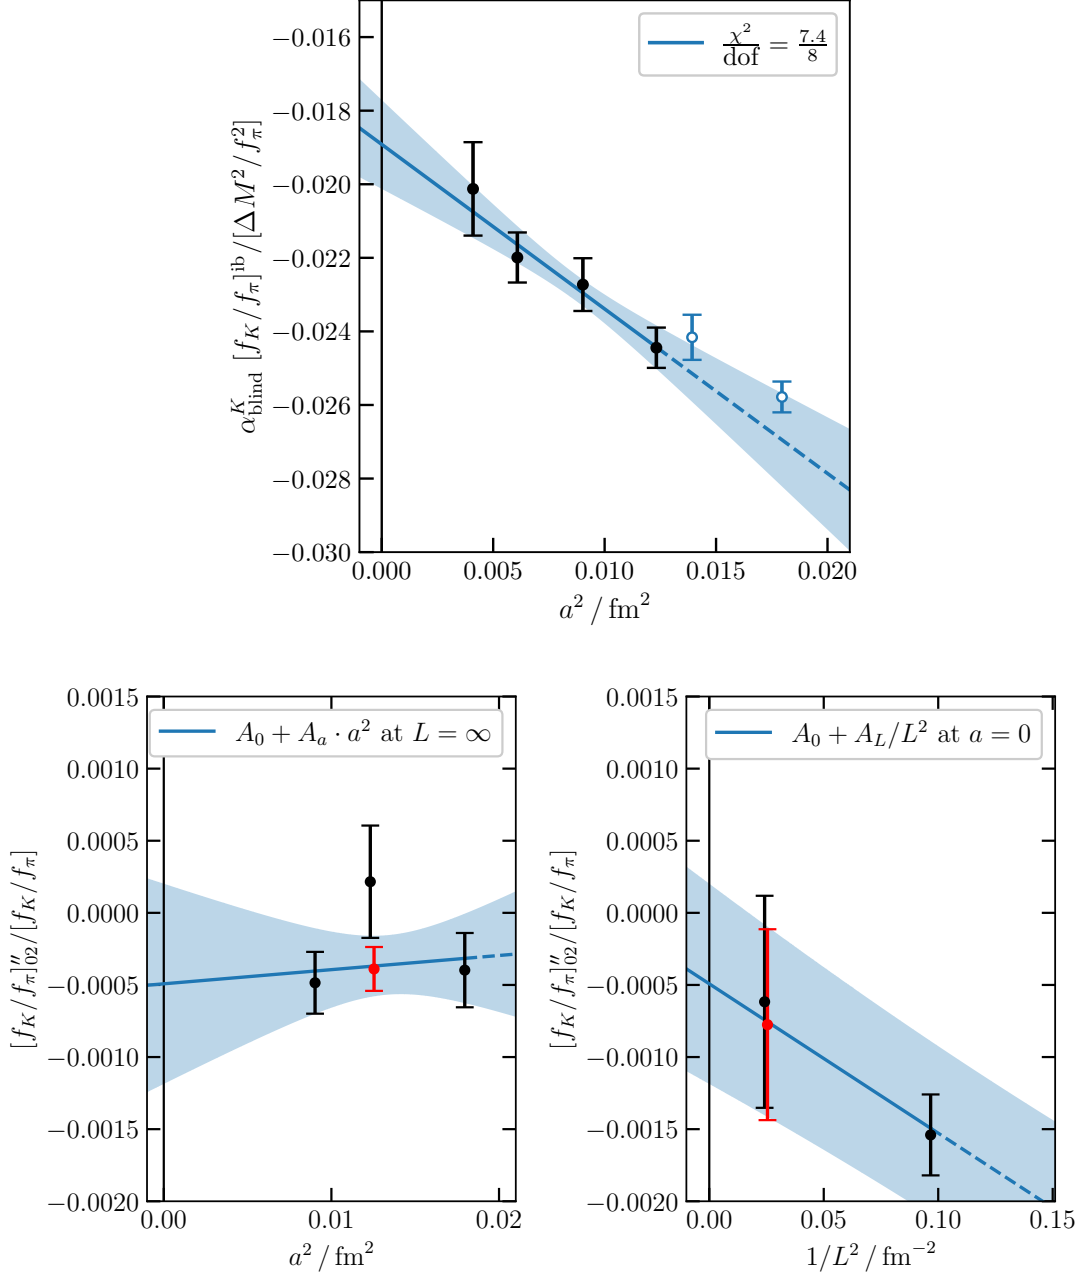 −0.016
−0.018
−0.020
−0.022
−0.024
−0.026
−0.028
−0.030
α^K_blind [f_K/f_π]^ib/[ΔM²/f_π²]
χ²/dof = 7.4/8
0.000 0.005 0.010 0.015 0.020
a² / fm²
0.0015
0.0010
0.0005
0.0000
−0.0005
−0.0010
−0.0015
−0.0020
[f_K/f_π]″_02/[f_K/f_π]
A_0 + A_a · a² at L = ∞
0.00 0.01 0.02
a² / fm²
0.0015
0.0010
0.0005
0.0000
−0.0005
−0.0010
−0.0015
−0.0020
[f_K/f_π]″_02/[f_K/f_π]
A_0 + A_L/L² at a = 0
0.00 0.05 0.10 0.15
1/L² / fm⁻²